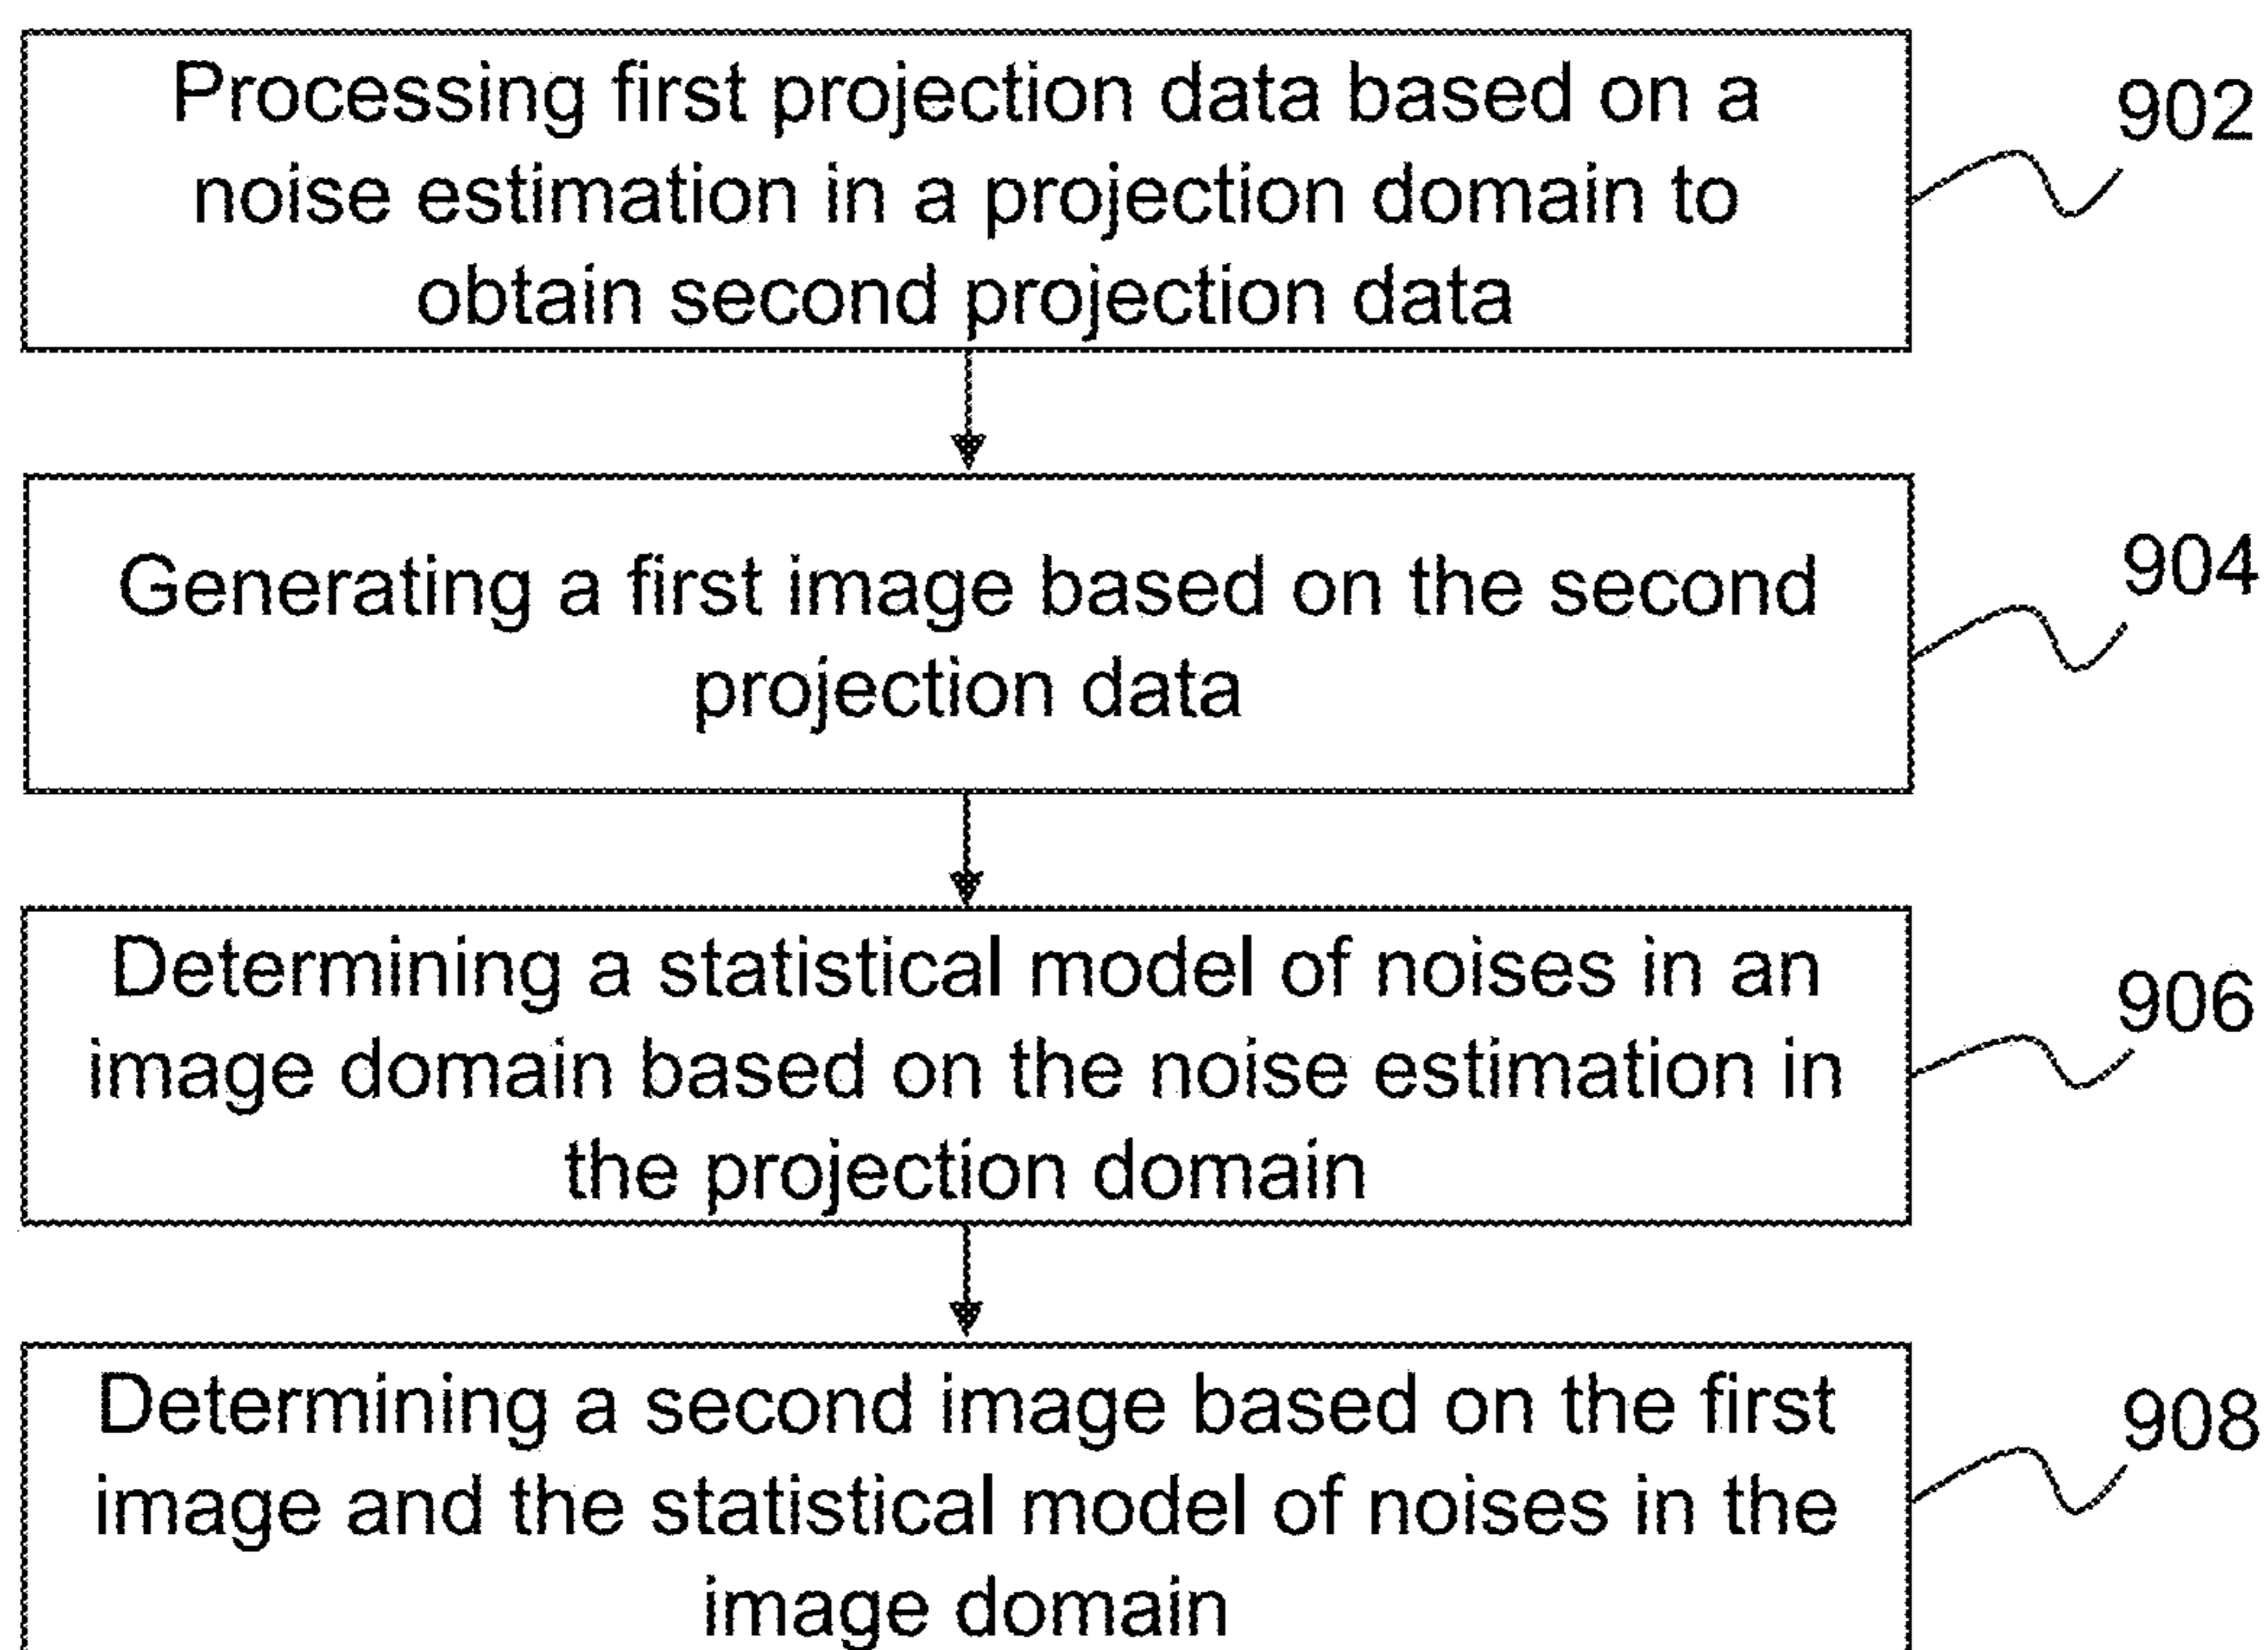 Processing first projection data based on a
noise estimation in a projection domain to
obtain second projection data
902
Generating a first image based on the second
projection data
904
Determining a statistical model of noises in an
image domain based on the noise estimation in
the projection domain
906
Determining a second image based on the first
image and the statistical model of noises in the
image domain
908